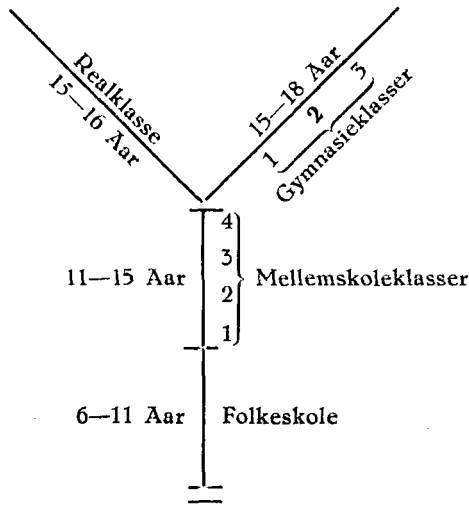 Realklasse
15—16 Aar
15—18 Aar
1 2 3
Gymnasieklasser
4
3
11—15 Aar Mellemskoleklasser
2
1
6—11 Aar Folkeskole